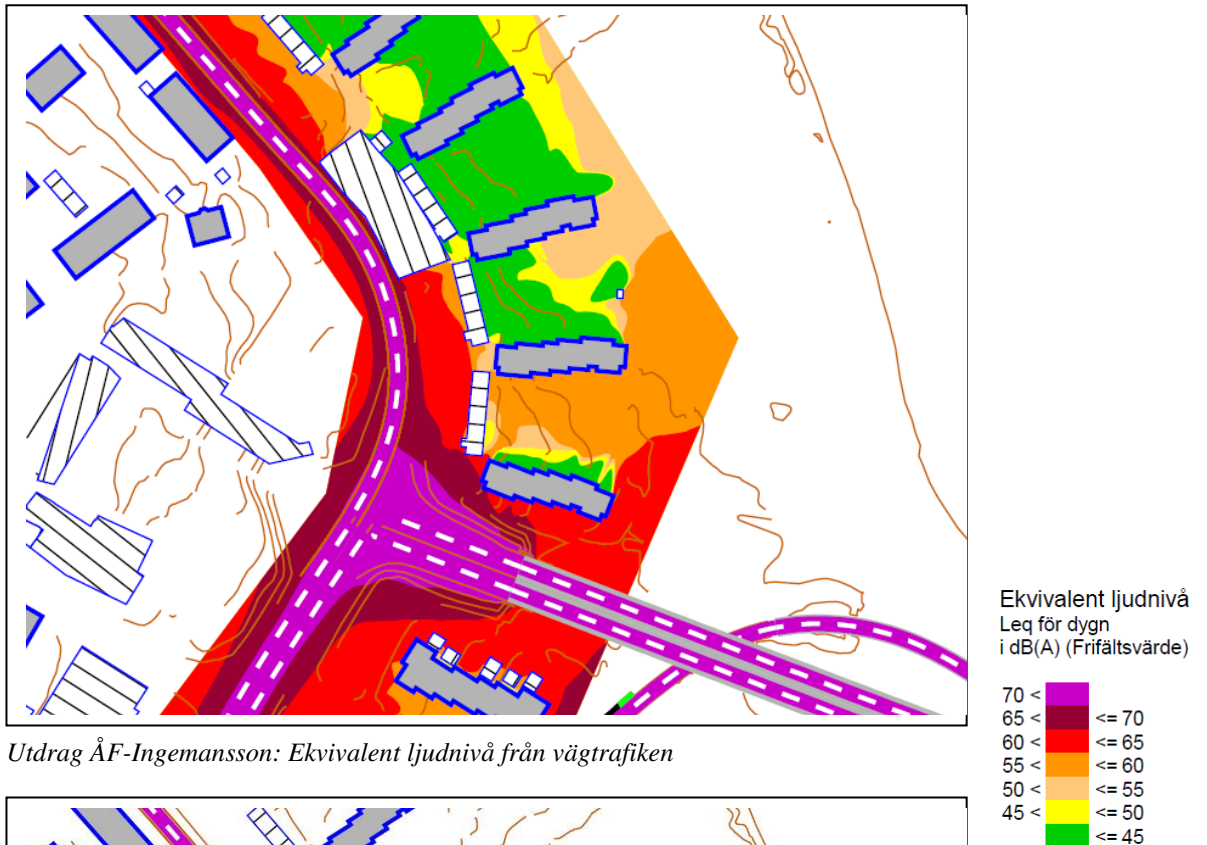 Utdrag ÅF-Ingemansson: Ekvivalent ljudnivå från vägtrafiken
Ekvivalent ljudnivå
Leq för dygn
i dB(A) (Frifältsvärde)
70 <
65 < <= 70
60 < <= 65
55 < <= 60
50 < <= 55
45 < <= 50
<= 45